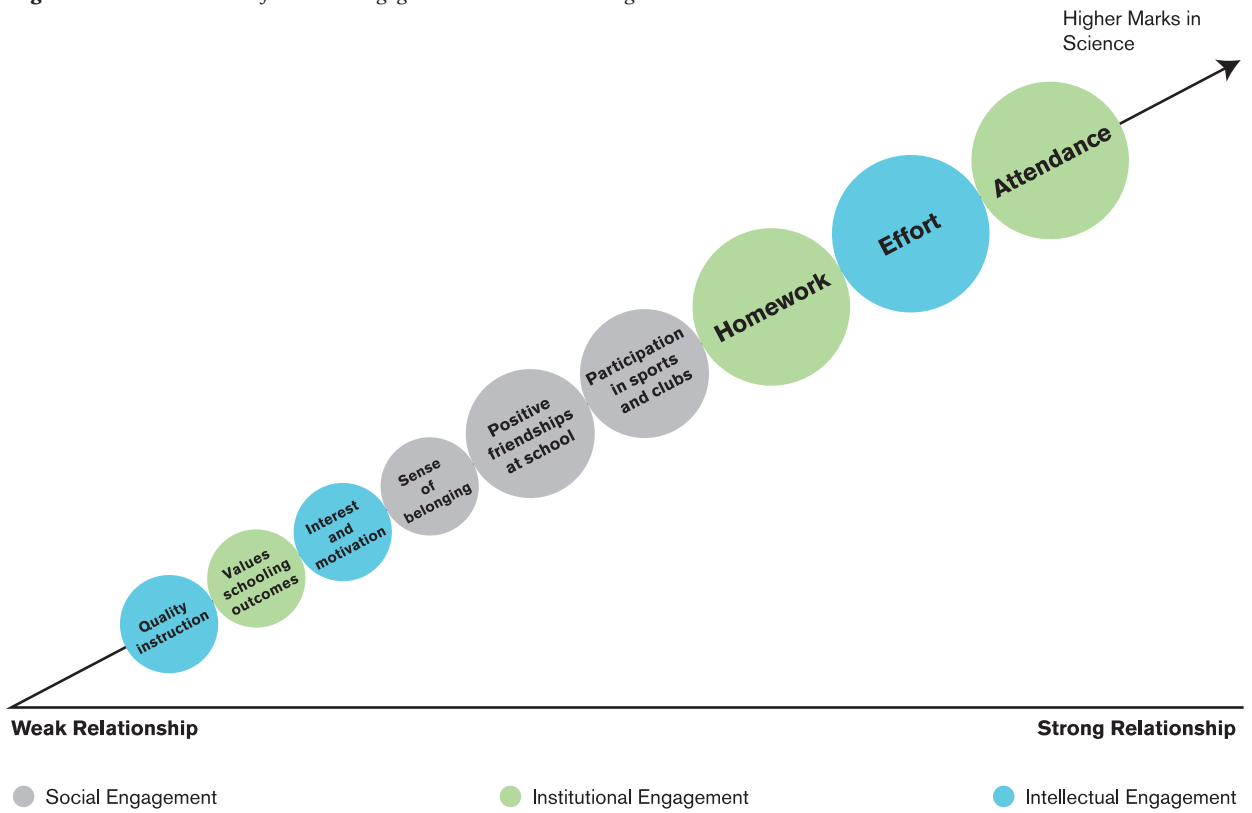 Higher Marks in
Science
Attendance
Effort
Homework
Participation
in sports
and clubs
Positive
friendships
at school
Sense
of
belonging
Interest
and
motivation
Values
schooling
outcomes
Quality
instruction
Weak Relationship
Strong Relationship
Social Engagement
Institutional Engagement
Intellectual Engagement